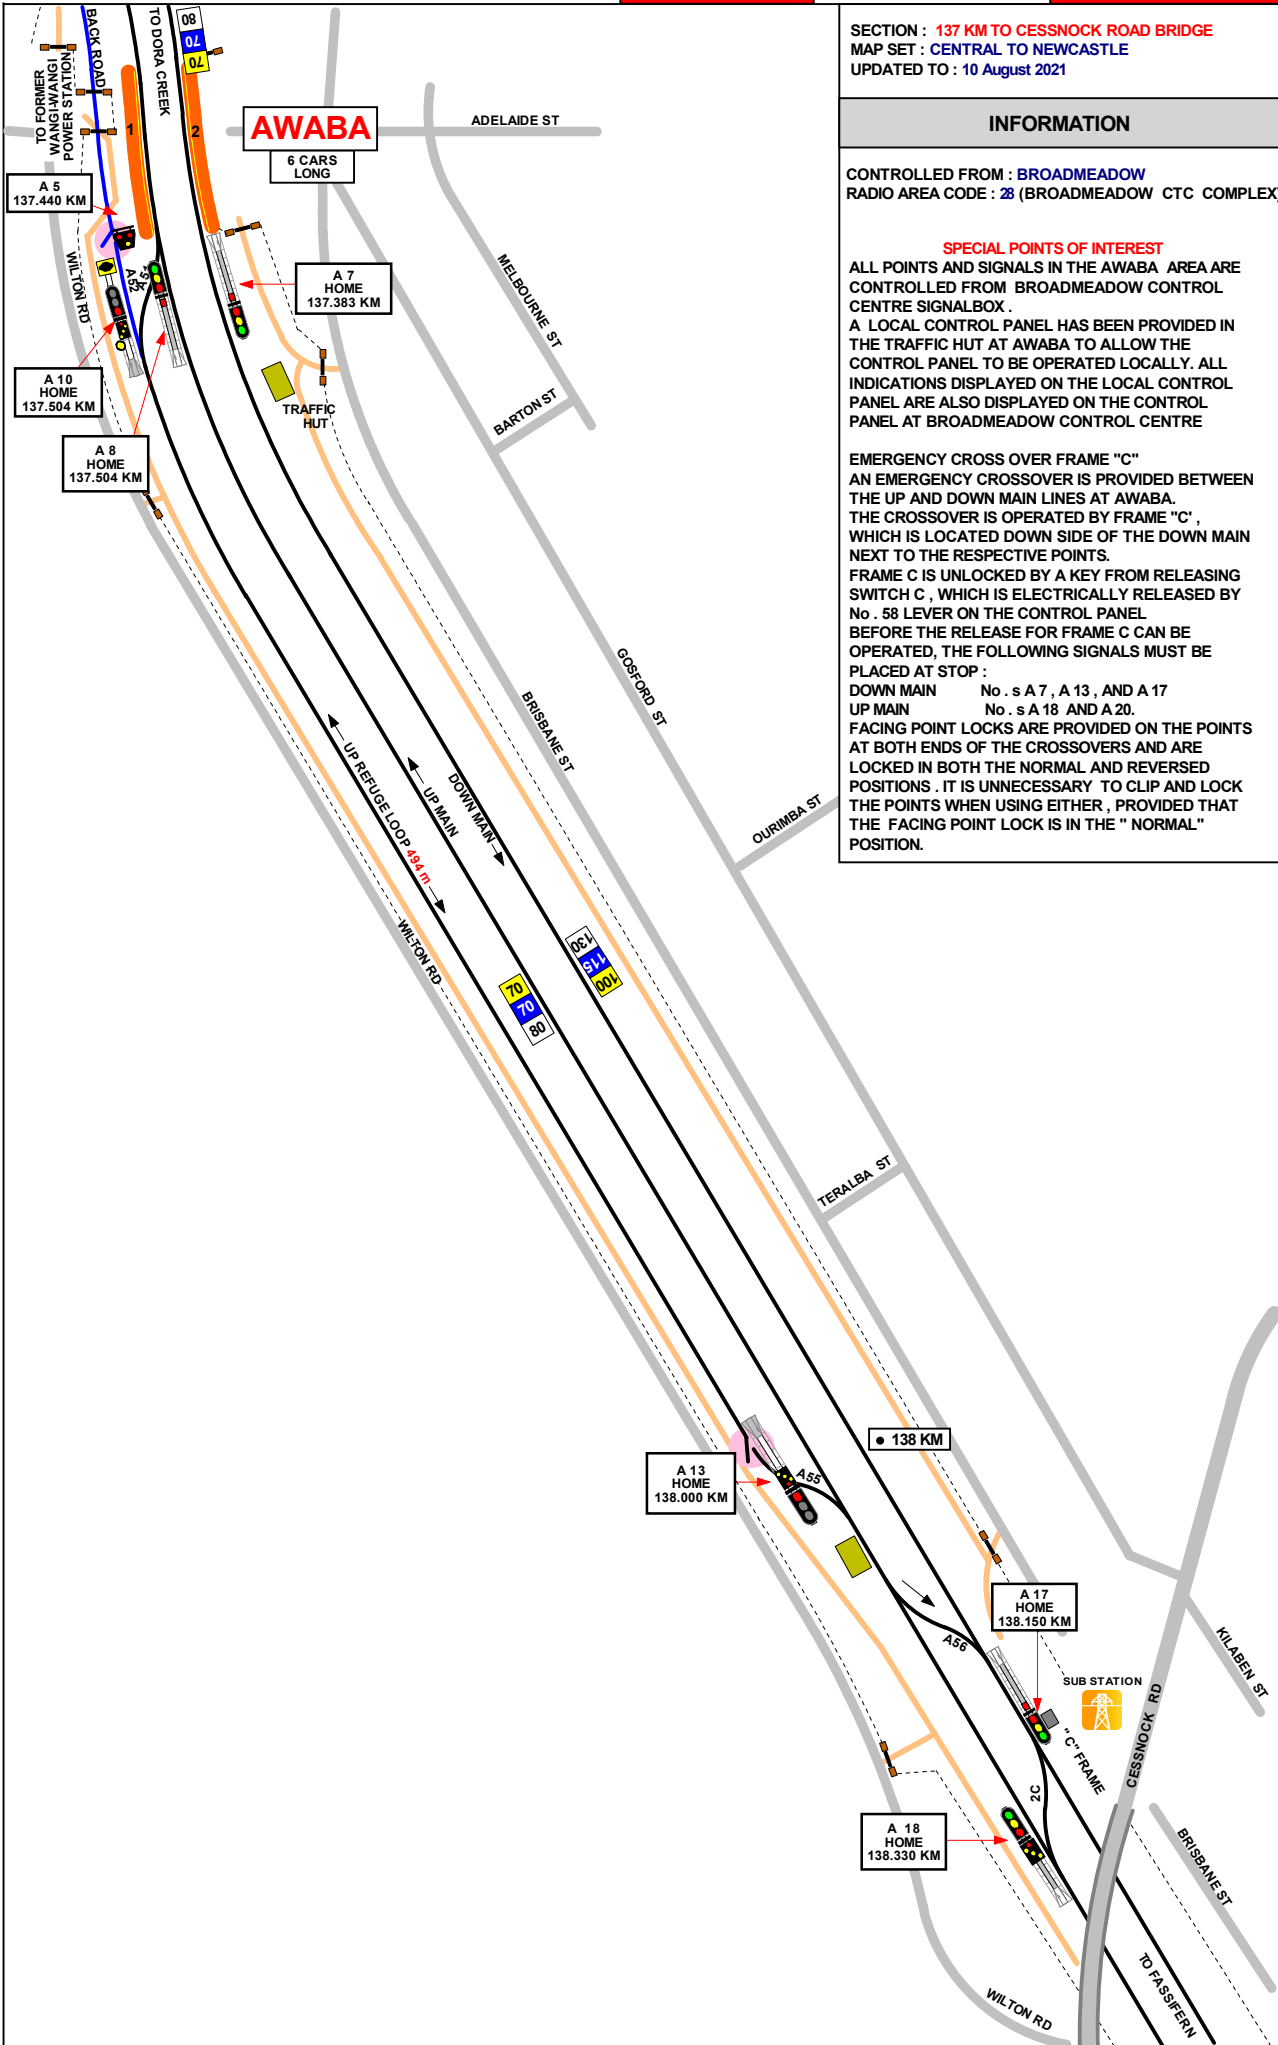 SECTION : 137 KM TO CESSNOCK ROAD BRIDGE
MAP SET : CENTRAL TO NEWCASTLE
UPDATED TO : 10 August 2021
INFORMATION
CONTROLLED FROM : BROADMEADOW
RADIO AREA CODE : 28 (BROADMEADOW CTC COMPLEX)
SPECIAL POINTS OF INTEREST
ALL POINTS AND SIGNALS IN THE AWABA AREA ARE
CONTROLLED FROM BROADMEADOW CONTROL
CENTRE SIGNALBOX .
A LOCAL CONTROL PANEL HAS BEEN PROVIDED IN
THE TRAFFIC HUT AT AWABA TO ALLOW THE
CONTROL PANEL TO BE OPERATED LOCALLY. ALL
INDICATIONS DISPLAYED ON THE LOCAL CONTROL
PANEL ARE ALSO DISPLAYED ON THE CONTROL
PANEL AT BROADMEADOW CONTROL CENTRE
EMERGENCY CROSS OVER FRAME "C"
AN EMERGENCY CROSSOVER IS PROVIDED BETWEEN
THE UP AND DOWN MAIN LINES AT AWABA.
THE CROSSOVER IS OPERATED BY FRAME "C' ,
WHICH IS LOCATED DOWN SIDE OF THE DOWN MAIN
NEXT TO THE RESPECTIVE POINTS.
FRAME C IS UNLOCKED BY A KEY FROM RELEASING
SWITCH C , WHICH IS ELECTRICALLY RELEASED BY
No . 58 LEVER ON THE CONTROL PANEL
BEFORE THE RELEASE FOR FRAME C CAN BE
OPERATED, THE FOLLOWING SIGNALS MUST BE
PLACED AT STOP :
DOWN MAIN No . s A 7 , A 13 , AND A 17
UP MAIN No . s A 18 AND A 20.
FACING POINT LOCKS ARE PROVIDED ON THE POINTS
AT BOTH ENDS OF THE CROSSOVERS AND ARE
LOCKED IN BOTH THE NORMAL AND REVERSED
POSITIONS . IT IS UNNECESSARY TO CLIP AND LOCK
THE POINTS WHEN USING EITHER , PROVIDED THAT
THE FACING POINT LOCK IS IN THE " NORMAL"
POSITION.
TO FORMER
WANGI-WANGI
POWER STATION
BACK ROAD
TO DORA CREEK
80
70
70
1
2
AWABA
6 CARS
LONG
ADELAIDE ST
A 5
137.440 KM
WILTON RD
A52
A54
A 7
HOME
137.383 KM
MELBOURNE ST
A 10
HOME
137.504 KM
TRAFFIC
HUT
BARTON ST
A 8
HOME
137.504 KM
GOSFORD ST
BRISBANE ST
UP REFUGE LOOP 494 m
UP MAIN
DOWN MAIN
OURIMBA ST
WILTON RD
130
115
100
70
70
80
TERALBA ST
138 KM
A 13
HOME
138.000 KM
A55
A 17
HOME
138.150 KM
A56
KILABEN ST
SUB STATION
CESSNOCK RD
" C" FRAME
2C
A 18
HOME
138.330 KM
BRISBANE ST
TO FASSIFERN
WILTON RD